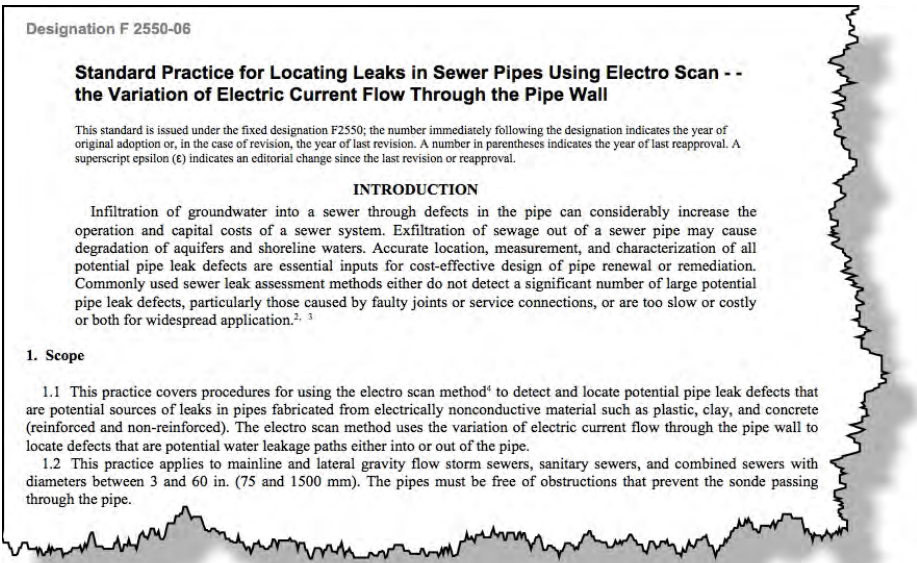 Designation F 2550-06
Standard Practice for Locating Leaks in Sewer Pipes Using Electro Scan - -
the Variation of Electric Current Flow Through the Pipe Wall
This standard is issued under the fixed designation F2550; the number immediately following the designation indicates the year of
original adoption or, in the case of revision, the year of last revision. A number in parentheses indicates the year of last reapproval. A
superscript epsilon (ε) indicates an editorial change since the last revision or reapproval.
INTRODUCTION
Infiltration of groundwater into a sewer through defects in the pipe can considerably increase the
operation and capital costs of a sewer system. Exfiltration of sewage out of a sewer pipe may cause
degradation of aquifers and shoreline waters. Accurate location, measurement, and characterization of all
potential pipe leak defects are essential inputs for cost-effective design of pipe renewal or remediation.
Commonly used sewer leak assessment methods either do not detect a significant number of large potential
pipe leak defects, particularly those caused by faulty joints or service connections, or are too slow or costly
or both for widespread application.2, 3
1. Scope
1.1 This practice covers procedures for using the electro scan method4 to detect and locate potential pipe leak defects that
are potential sources of leaks in pipes fabricated from electrically nonconductive material such as plastic, clay, and concrete
(reinforced and non-reinforced). The electro scan method uses the variation of electric current flow through the pipe wall to
locate defects that are potential water leakage paths either into or out of the pipe.
1.2 This practice applies to mainline and lateral gravity flow storm sewers, sanitary sewers, and combined sewers with
diameters between 3 and 60 in. (75 and 1500 mm). The pipes must be free of obstructions that prevent the sonde passing
through the pipe.